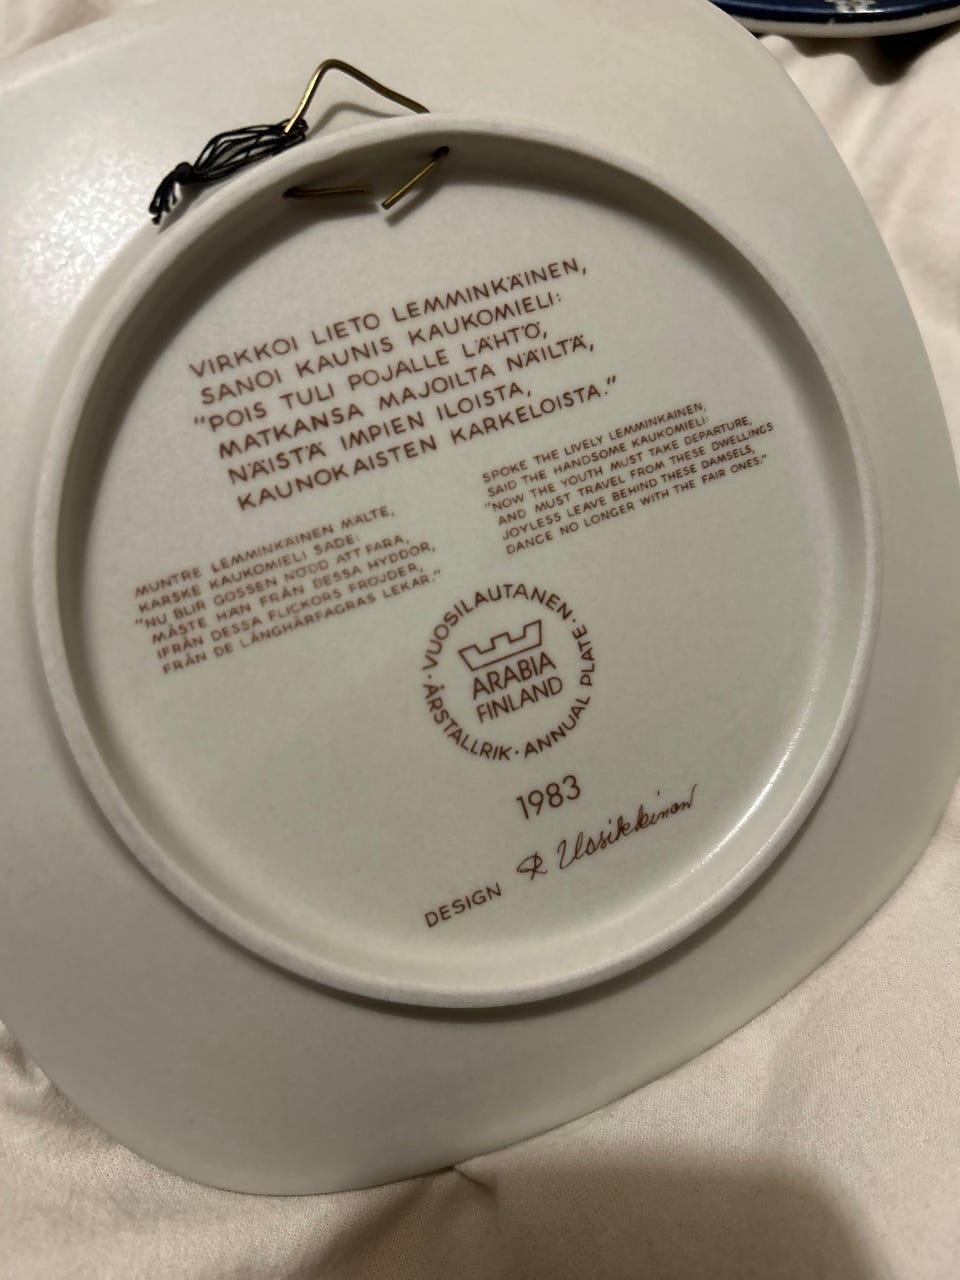 VIRKKOI LIETO LEMMINKÄINEN,
SANOI KAUNIS KAUKOMIELI:
"POIS TULI POJALLE LÄHTÖ,
MATKANSA MAJOILTA NÄILTÄ,
NÄISTÄ IMPIEN ILOISTA,
KAUNOKAISTEN KARKELOISTA."
SPOKE THE LIVELY LEMMINKAINEN,
SAID THE HANDSOME KAUKOMIELI:
"NOW THE YOUTH MUST TAKE DEPARTURE,
AND MUST TRAVEL FROM THESE DWELLINGS
JOYLESS LEAVE BEHIND THESE DAMSELS,
DANCE NO LONGER WITH THE FAIR ONES."
MUNTRE LEMMINKÄINEN MÄLTE,
KARSKE KAUKOMIELI SADE:
"NU BLIR GOSSEN NÖDD ATT FARA,
MÅSTE HAN FRÅN DESSA HYDDOR,
IFRÅN DESSA FLICKORS FRÖJDER,
FRÅN DE LÅNGHÅRFAGRAS LEKAR."
·VUOSILAUTANEN·
ARABIA
FINLAND
ÅRSTALLRIK·ANNUAL PLATE·
1983
DESIGN R Uosikkinen